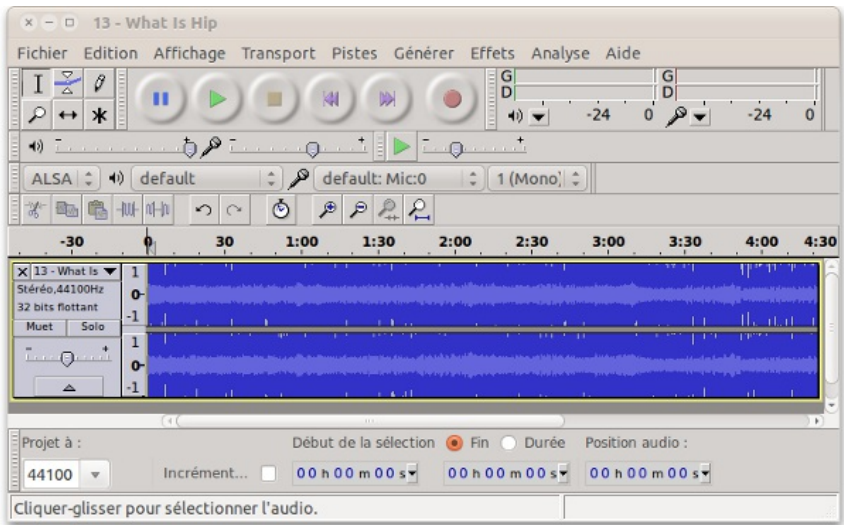 13 - What Is Hip
Fichier Edition Affichage Transport Pistes Générer Effets Analyse Aide
G
D
-24 0
G
D
-24 0
- +
- +
- +
ALSA default default: Mic:0 1 (Mono)
-30 0 30 1:00 1:30 2:00 2:30 3:00 3:30 4:00 4:30
13 - What Is
Stéréo,44100Hz
32 bits flottant
Muet Solo
- +
1
0
-1
1
0
-1
Projet à : Début de la sélection Fin Durée Position audio :
44100 Incrément... 00 h 00 m 00 s 00 h 00 m 00 s 00 h 00 m 00 s
Cliquer-glisser pour sélectionner l'audio.